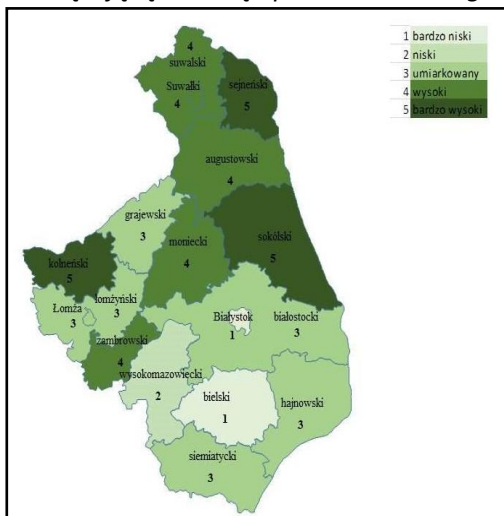 1 bardzo niski
2 niski
3 umiarkowany
4 wysoki
5 bardzo wysoki
4
suwalski
Suwałki
4
sejneński
5
augustowski
4
grajewski
3
moniecki
4
sokólski
5
kolneński
5
Łomża
3
łomżyński
3
zambrowski
4
Białystok
1
białostocki
3
wysokomazowiecki
2
bielski
1
hajnowski
3
siemiatycki
3